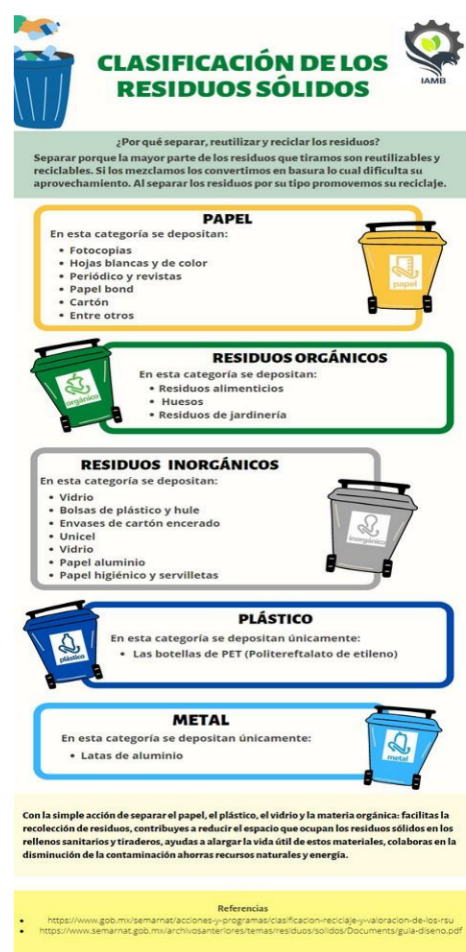 IAMB
CLASIFICACIÓN DE LOS
RESIDUOS SÓLIDOS
¿Por qué separar, reutilizar y reciclar los residuos?
Separar porque la mayor parte de los residuos que tiramos son reutilizables y
reciclables. Si los mezclamos los convertimos en basura lo cual dificulta su
aprovechamiento. Al separar los residuos por su tipo promovemos su reciclaje.
PAPEL
En esta categoría se depositan:
• Fotocopias
• Hojas blancas y de color
• Periódico y revistas
• Papel bond
• Cartón
• Entre otros
papel
RESIDUOS ORGÁNICOS
En esta categoría se depositan:
• Residuos alimenticios
• Huesos
• Residuos de jardinería
orgánico
RESIDUOS INORGÁNICOS
En esta categoría se depositan:
• Vidrio
• Bolsas de plástico y hule
• Envases de cartón encerado
• Unicel
• Vidrio
• Papel aluminio
• Papel higiénico y servilletas
inorgánico
PLÁSTICO
En esta categoría se depositan únicamente:
• Las botellas de PET (Politereftalato de etileno)
plástico
METAL
En esta categoría se depositan únicamente:
• Latas de aluminio
metal
Con la simple acción de separar el papel, el plástico, el vidrio y la materia orgánica: facilitas la
recolección de residuos, contribuyes a reducir el espacio que ocupan los residuos sólidos en los
rellenos sanitarios y tiraderos, ayudas a alargar la vida útil de estos materiales, colaboras en la
disminución de la contaminación ahorras recursos naturales y energía.
Referencias
• https://www.gob.mx/semarnat/acciones-y-programas/clasificacion-reciclaje-y-valoracion-de-los-rsu
• https://www.semarnat.gob.mx/archivosanteriores/temas/residuos/solidos/Documents/guia-diseno.pdf